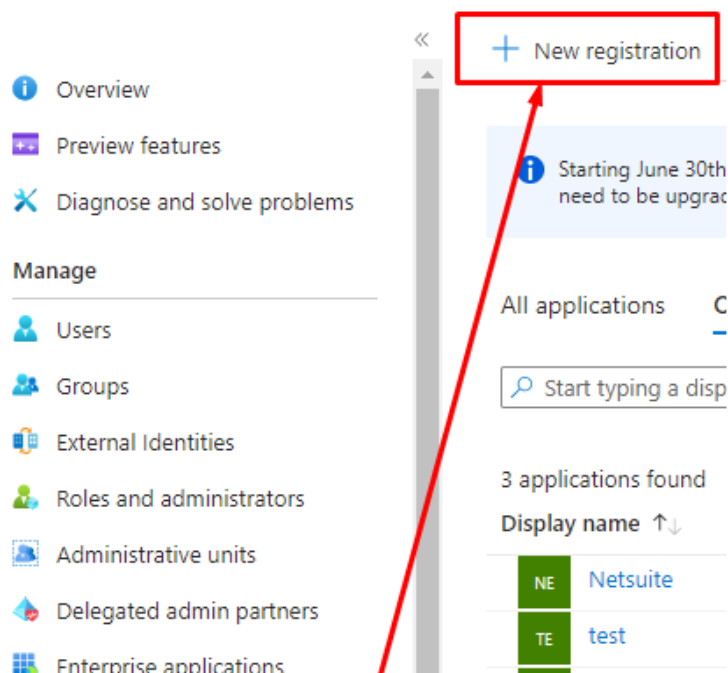 «
+ New registration
Overview
Preview features
Diagnose and solve problems
Manage
Users
Groups
External Identities
Roles and administrators
Administrative units
Delegated admin partners
Enterprise applications
Starting June 30th
need to be upgrad
All applications
Start typing a disp
3 applications found
Display name ↑↓
NE Netsuite
TE test